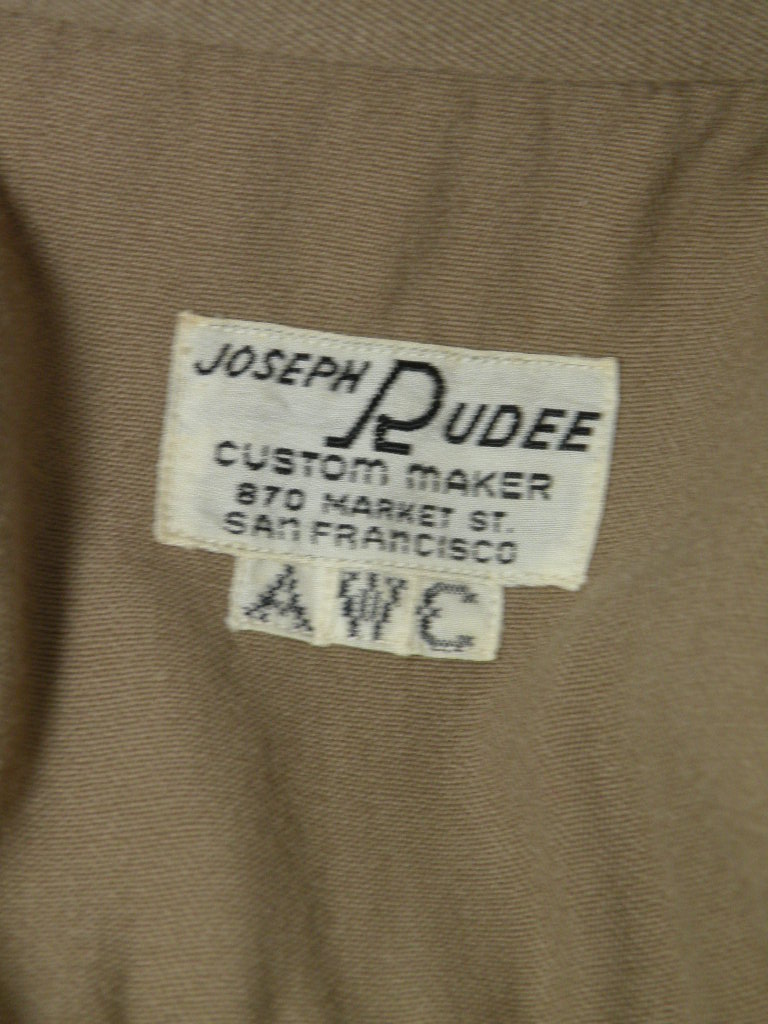 JOSEPH RUDEE
CUSTOM MAKER
870 MARKET ST.
SAN FRANCISCO
AWC